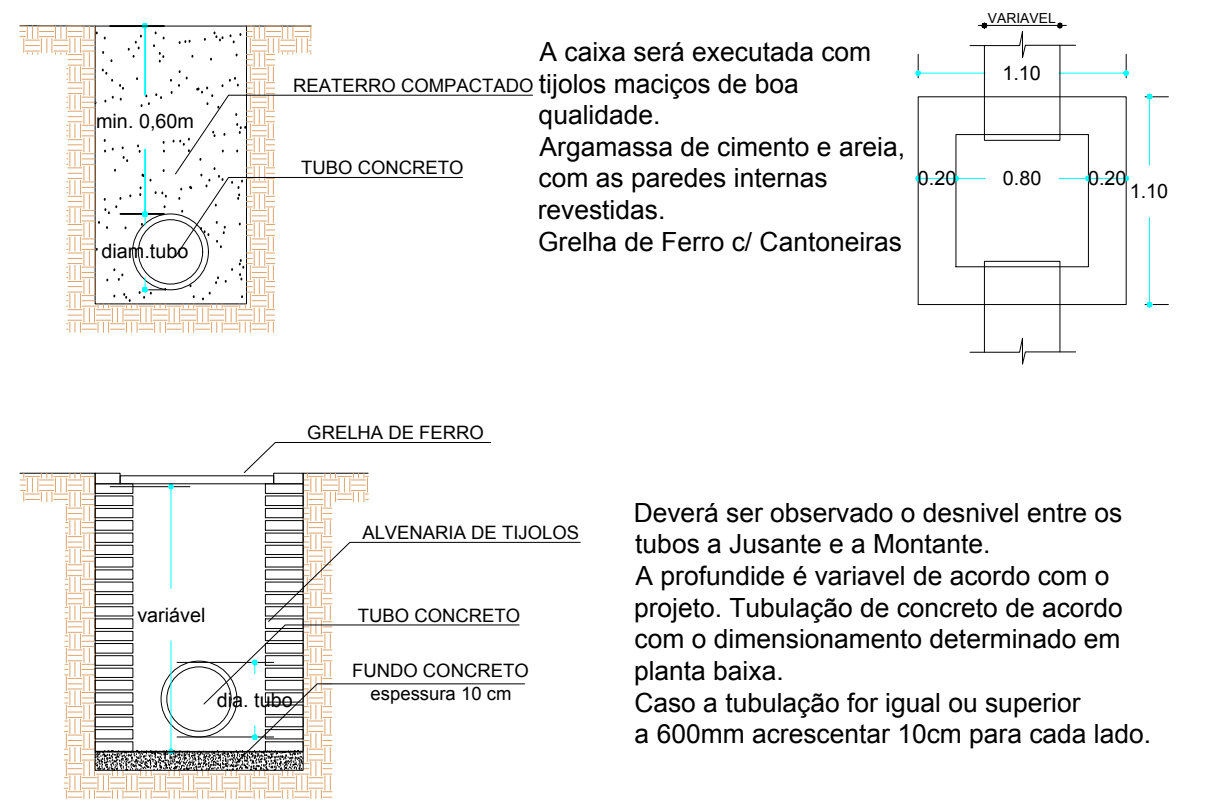 min. 0,60m
diam.tubo
REATERRO COMPACTADO
TUBO CONCRETO
A caixa será executada com
tijolos maciços de boa
qualidade.
Argamassa de cimento e areia,
com as paredes internas
revestidas.
Grelha de Ferro c/ Cantoneiras
VARIAVEL
1.10
0.20
0.80
0.20
1.10
GRELHA DE FERRO
ALVENARIA DE TIJOLOS
variável
TUBO CONCRETO
FUNDO CONCRETO
espessura 10 cm
dia. tubo
Deverá ser observado o desnivel entre os
tubos a Jusante e a Montante.
A profundide é variavel de acordo com o
projeto. Tubulação de concreto de acordo
com o dimensionamento determinado em
planta baixa.
Caso a tubulação for igual ou superior
a 600mm acrescentar 10cm para cada lado.